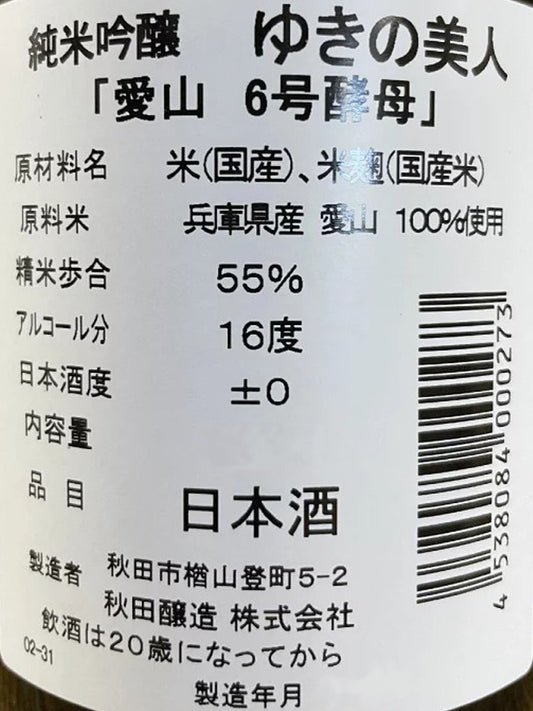 純米吟醸 ゆきの美人
「愛山 6号酵母」
原材料名 米(国産)、米麹(国産米)
原料米 兵庫県産 愛山 100%使用
精米歩合 55%
アルコール分 16度
日本酒度 ±0
内容量
品目 日本酒
製造者 秋田市楢山登町5-2
秋田醸造 株式会社
飲酒は20歳になってから
02-31
製造年月
4 538084 000273